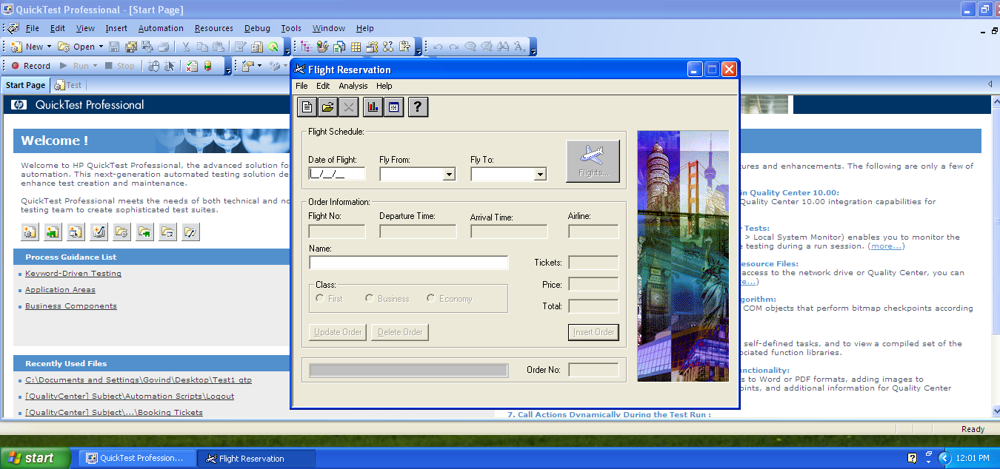 QuickTest Professional - [Start Page]
File Edit View Insert Automation Resources Debug Tools Window Help
New Open
Record Run Stop
Start Page Test
hp QuickTest Professional
Welcome !
Welcome to HP QuickTest Professional, the advanced solution fo
automation. This next-generation automated testing solution de
enhance test creation and maintenance.
QuickTest Professional meets the needs of both technical and no
testing team to create sophisticated test suites.
Process Guidance List
Keyword-Driven Testing
Application Areas
Business Components
Recently Used Files
C:\Documents and Settings\Govind\Desktop\Test1 qtp
[QualityCenter] Subject\Automation Scripts\Logout
[QualityCenter] Subject\...\Booking Tickets
Flight Reservation
File Edit Analysis Help
?
Flight Schedule:
Date of Flight: Fly From: Fly To:
__/__/__
Flights...
Order Information:
Flight No: Departure Time: Arrival Time: Airline:
Name:
Tickets:
Class:
First Business Economy
Price:
Total:
Update Order Delete Order Insert Order
Order No:
ures and enhancements. The following are only a few of
in Quality Center 10.00:
Quality Center 10.00 integration capabilities for
Tests:
> Local System Monitor) enables you to monitor the
e testing during a run session. (more...)
esource Files:
access to the network drive or Quality Center, you can
e...)
gorithm:
COM objects that perform bitmap checkpoints according
self-defined tasks, and to view a compiled set of the
ociated function libraries.
nctionality:
s to Word or PDF formats, adding images to
oints, and additional information for Quality Center
7. Call Actions Dynamically During the Test Run :
Ready
start QuickTest Profession... Flight Reservation 12:01 PM